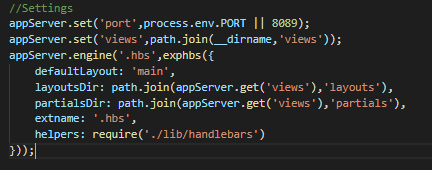 //Settings
appServer.set('port',process.env.PORT || 8089);
appServer.set('views',path.join(__dirname,'views'));
appServer.engine('.hbs',exphbs({
    defaultLayout: 'main',
    layoutsDir: path.join(appServer.get('views'),'layouts'),
    partialsDir: path.join(appServer.get('views'),'partials'),
    extname: '.hbs',
    helpers: require('./lib/handlebars')
}));